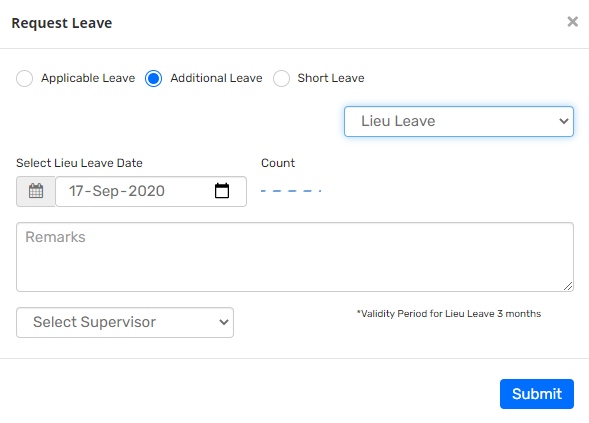 Request Leave ×
Applicable Leave Additional Leave Short Leave
Lieu Leave
Select Lieu Leave Date Count
17-Sep-2020
Remarks
Select Supervisor *Validity Period for Lieu Leave 3 months
Submit